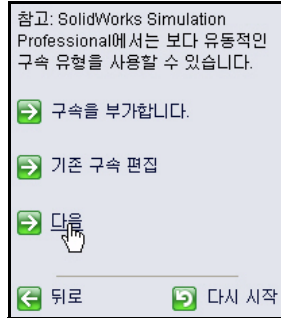 참고: SolidWorks Simulation
Professional에서는 보다 유동적인
구속 유형을 사용할 수 있습니다.
구속을 부가합니다.
기존 구속 편집
다음
뒤로
다시 시작